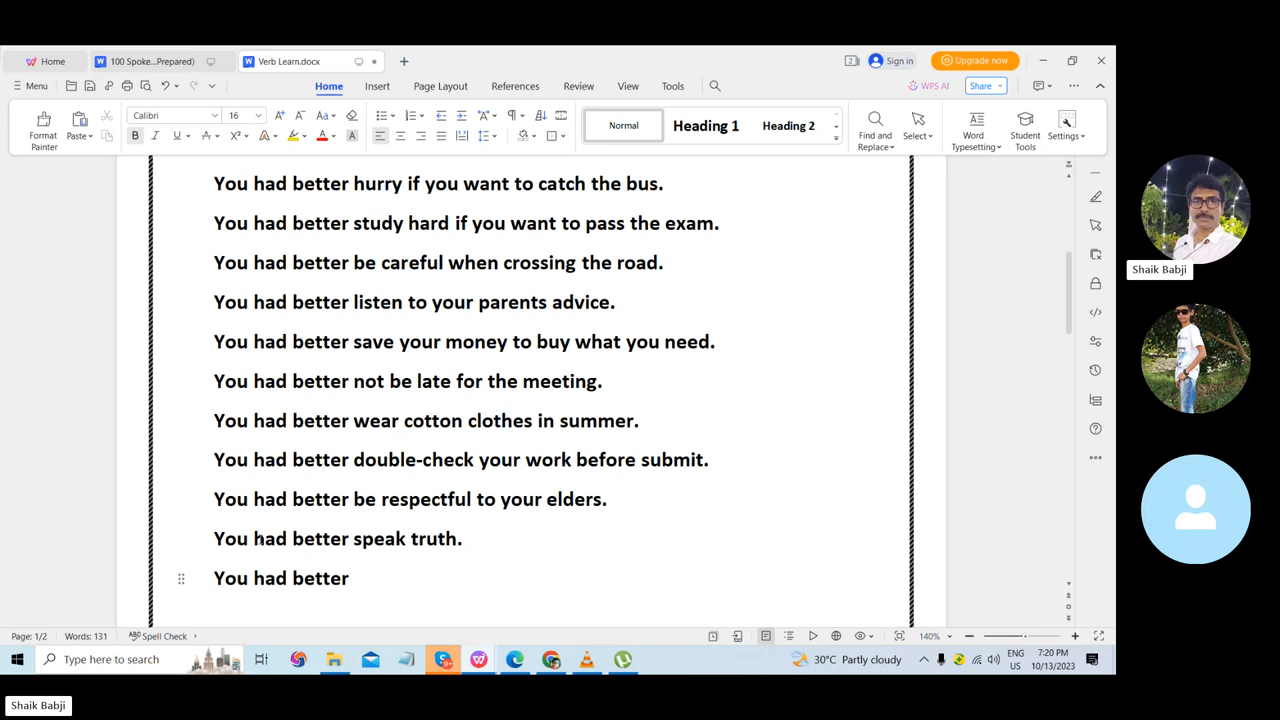 Home
100 Spoke...Prepared)
Verb Learn.docx
Sign in
Upgrade now
Menu
Home
Insert
Page Layout
References
Review
View
Tools
WPS AI
Share
Format Painter
Paste
Calibri
16
Normal
Heading 1
Heading 2
Find and Replace
Select
Word Typesetting
Student Tools
Settings
You had better hurry if you want to catch the bus.
You had better study hard if you want to pass the exam.
You had better be careful when crossing the road.
You had better listen to your parents advice.
You had better save your money to buy what you need.
You had better not be late for the meeting.
You had better wear cotton clothes in summer.
You had better double-check your work before submit.
You had better be respectful to your elders.
You had better speak truth.
You had better
Shaik Babji
Page: 1/2
Words: 131
Spell Check
140%
Type here to search
30°C Partly cloudy
ENG
US
7:20 PM
10/13/2023
Shaik Babji